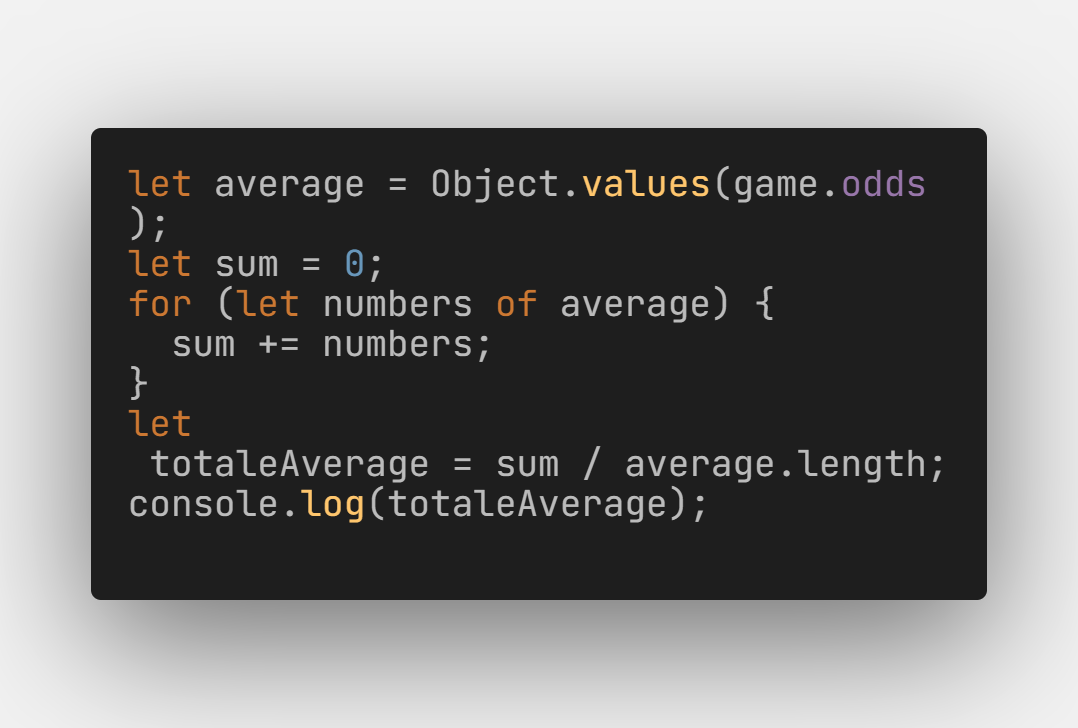 let average = Object.values(game.odds
);
let sum = 0;
for (let numbers of average) {
  sum += numbers;
}
let
 totaleAverage = sum / average.length;
console.log(totaleAverage);